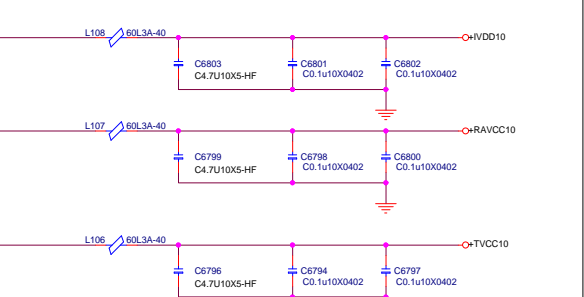 L108 60L3A-40 +IVDD10
C6803 C6801 C6802
C4.7U10X5-HF C0.1u10X0402 C0.1u10X0402
L107 60L3A-40 +RAVCC10
C6799 C6798 C6800
C4.7U10X5-HF C0.1u10X0402 C0.1u10X0402
L106 60L3A-40 +TVCC10
C6796 C6794 C6797
C4.7U10X5-HF C0.1u10X0402 C0.1u10X0402